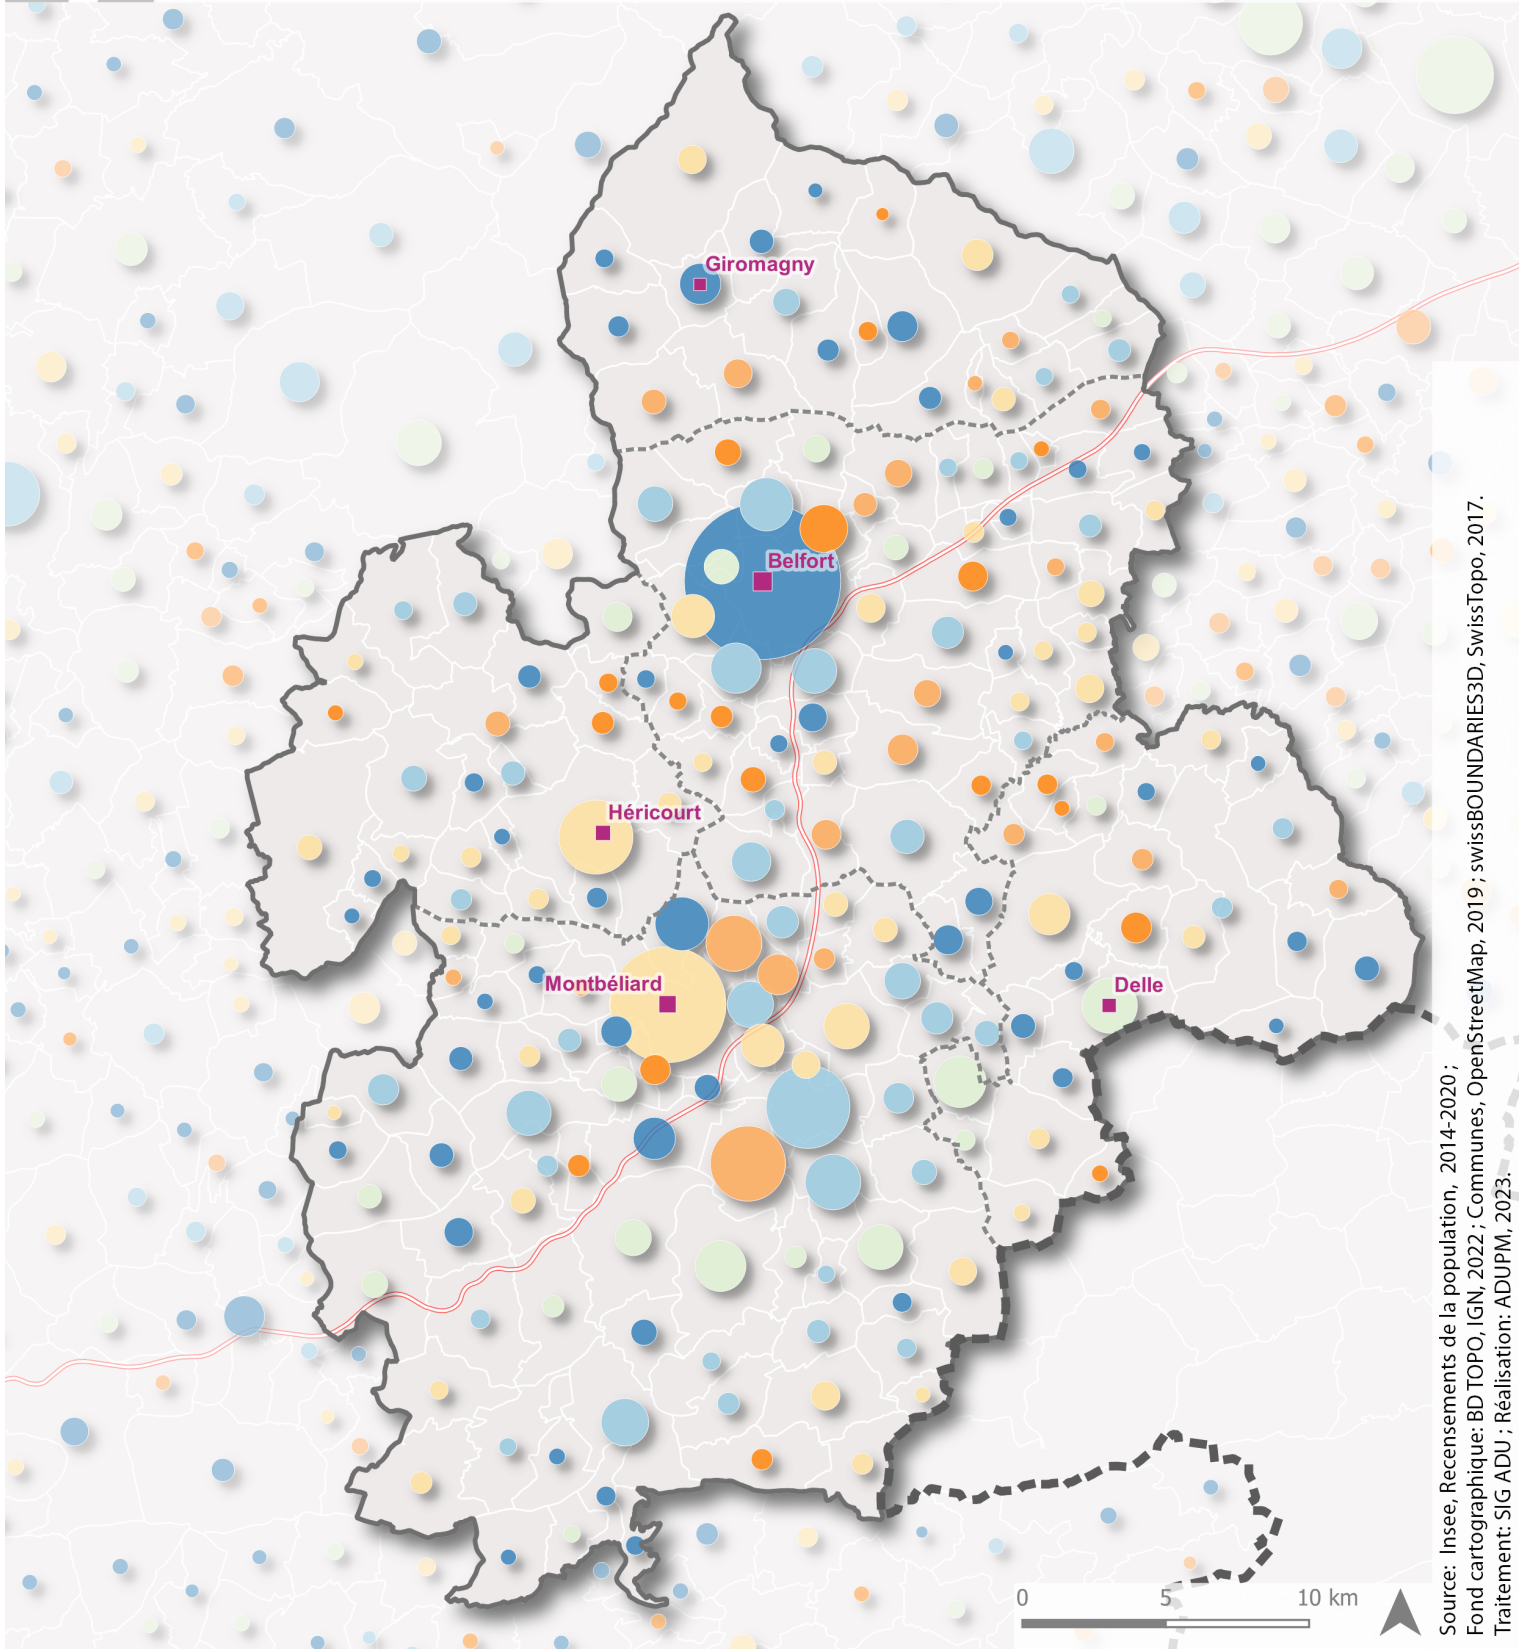 Giromagny
Belfort
Héricourt
Montbéliard
Delle
0 5 10 km
Source: Insee, Recensements de la population, 2014-2020 ;
Fond cartographique: BD TOPO, IGN, 2022 ; Communes, OpenStreetMap, 2019 ; swissBOUNDARIES3D, SwissTopo, 2017.
Traitement: SIG ADU ; Réalisation: ADUPM, 2023.